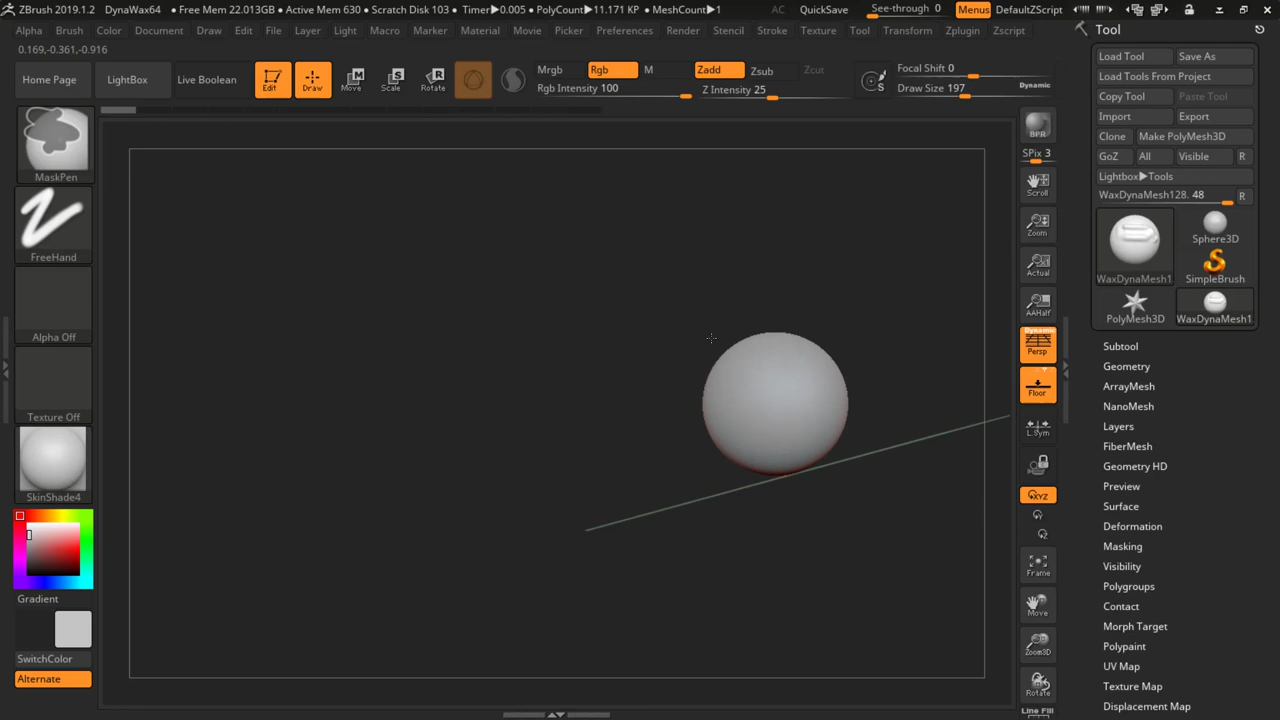 ZBrush 2019.1.2 DynaWax64 • Free Mem 22.013GB • Active Mem 630 • Scratch Disk 103 • Timer▶0.005 • PolyCount▶11.171 KP • MeshCount▶1 AC QuickSave See-through 0 Menus DefaultZScript
Alpha Brush Color Document Draw Edit File Layer Light Macro Marker Material Movie Picker Preferences Render Stencil Stroke Texture Tool Transform Zplugin Zscript
0.169,-0.361,-0.916
Home Page LightBox Live Boolean
Edit Draw Move Scale Rotate
Mrgb Rgb M Zadd Zsub Zcut
Rgb Intensity 100 Z Intensity 25
S
Focal Shift 0
Draw Size 197 Dynamic
MaskPen
FreeHand
Alpha Off
Texture Off
SkinShade4
Gradient
SwitchColor
Alternate
BPR
SPix 3
Scroll
Zoom
Actual
AAHalf
Dynamic
Persp
Floor
L.Sym
XYZ
Y
Z
Frame
Move
Zoom3D
Rotate
Line Fill
Tool
Load Tool Save As
Load Tools From Project
Copy Tool Paste Tool
Import Export
Clone Make PolyMesh3D
GoZ All Visible R
Lightbox▶Tools
WaxDynaMesh128. 48 R
WaxDynaMesh1
Sphere3D
SimpleBrush
PolyMesh3D WaxDynaMesh1
Subtool
Geometry
ArrayMesh
NanoMesh
Layers
FiberMesh
Geometry HD
Preview
Surface
Deformation
Masking
Visibility
Polygroups
Contact
Morph Target
Polypaint
UV Map
Texture Map
Displacement Map